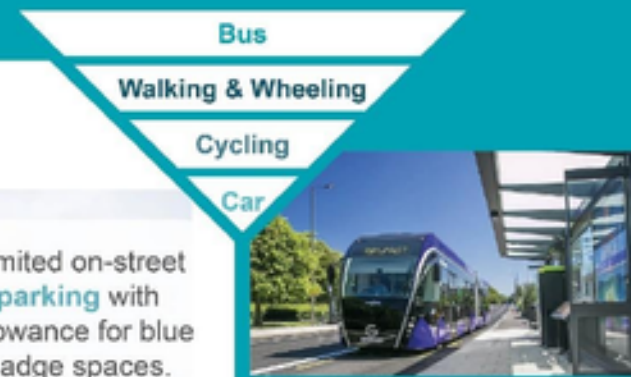 Bus
Walking & Wheeling
Cycling
Car
mited on-street
parking with
owance for blue
adge spaces.